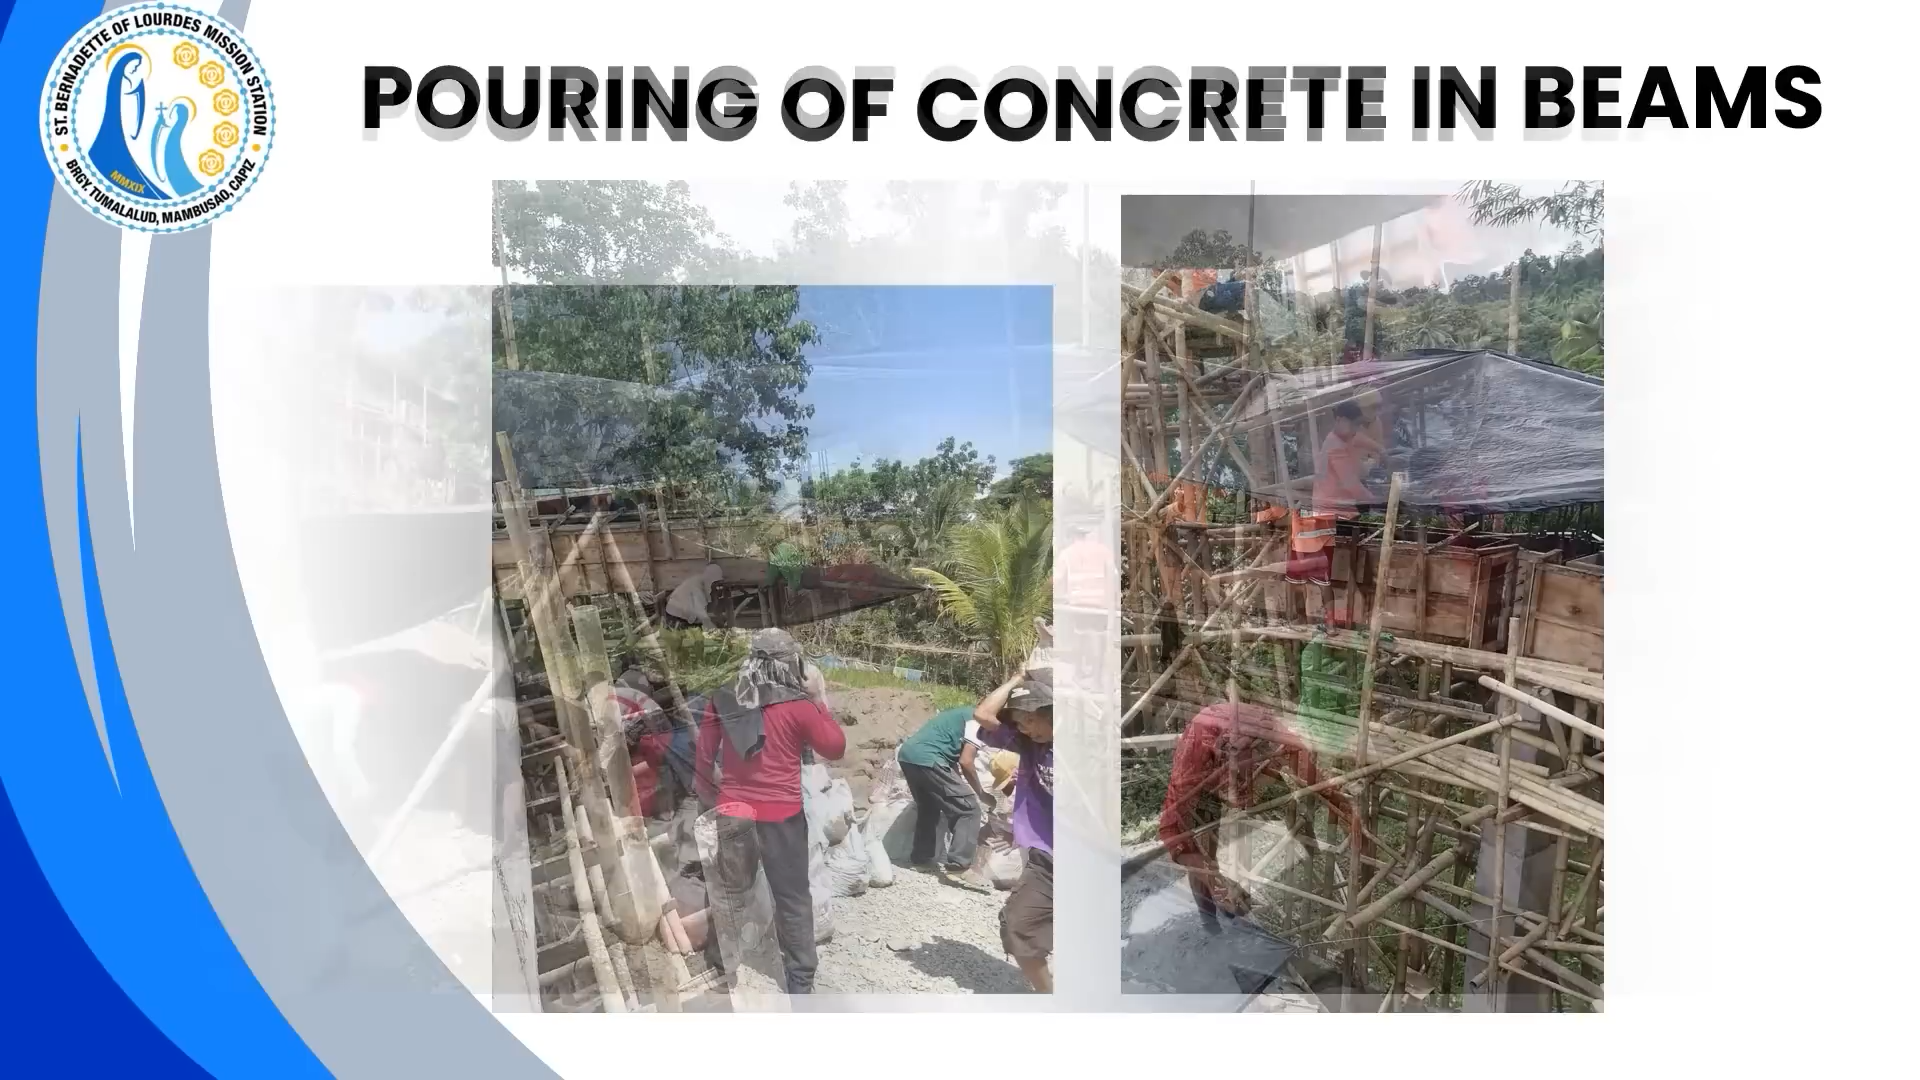 ST. BERNADETTE OF LOURDES MISSION STATION
MMXIX
BRGY. TUMALALUD, MAMBUSAO, CAPIZ
POURING OF CONCRETE IN BEAMS